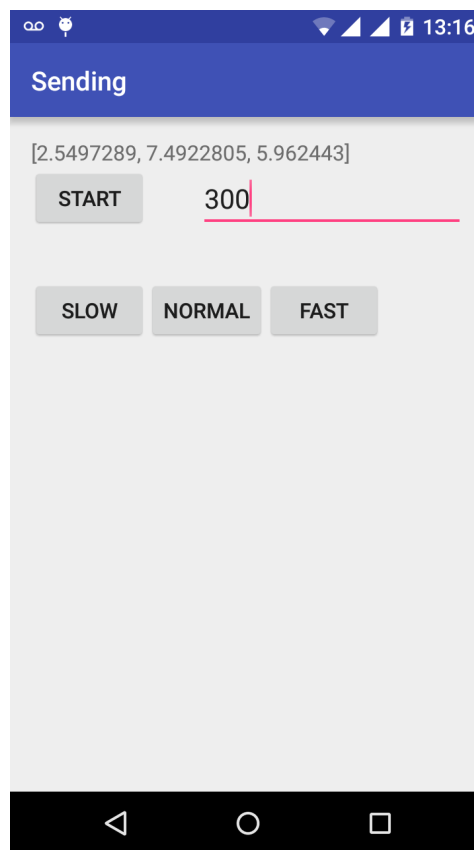 13:16
Sending
[2.5497289, 7.4922805, 5.962443]
START 300
SLOW NORMAL FAST